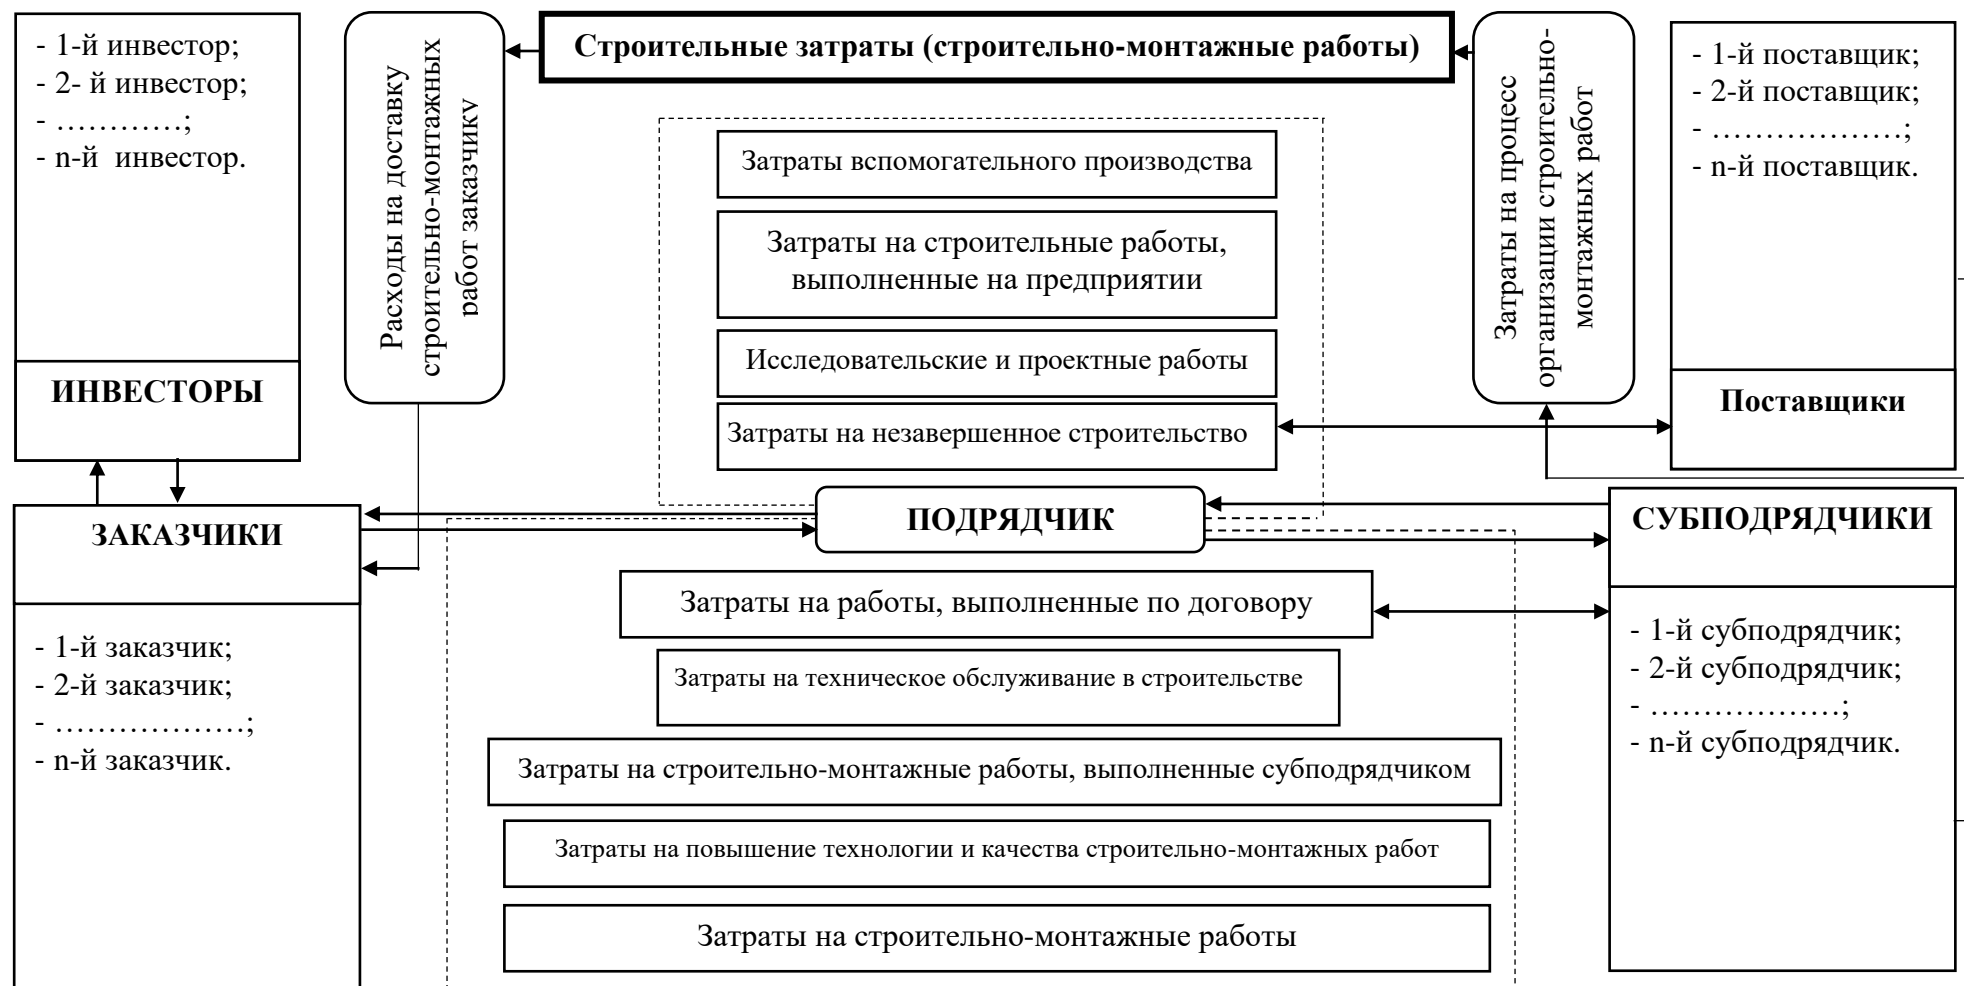 - 1-й инвестор;
- 2- й инвестор;
- …………;
- n-й инвестор.
ИНВЕСТОРЫ
Расходы на доставку
строительно-монтажных
работ заказчику
Строительные затраты (строительно-монтажные работы)
Затраты на процесс
организации строительно-
монтажных работ
- 1-й поставщик;
- 2-й поставщик;
- ………………;
- n-й поставщик.
Поставщики
Затраты вспомогательного производства
Затраты на строительные работы,
выполненные на предприятии
Исследовательские и проектные работы
Затраты на незавершенное строительство
ЗАКАЗЧИКИ
ПОДРЯДЧИК
СУБПОДРЯДЧИКИ
- 1-й заказчик;
- 2-й заказчик;
- ………………;
- n-й заказчик.
Затраты на работы, выполненные по договору
Затраты на техническое обслуживание в строительстве
Затраты на строительно-монтажные работы, выполненные субподрядчиком
Затраты на повышение технологии и качества строительно-монтажных работ
Затраты на строительно-монтажные работы
- 1-й субподрядчик;
- 2-й субподрядчик;
- ………………;
- n-й субподрядчик.